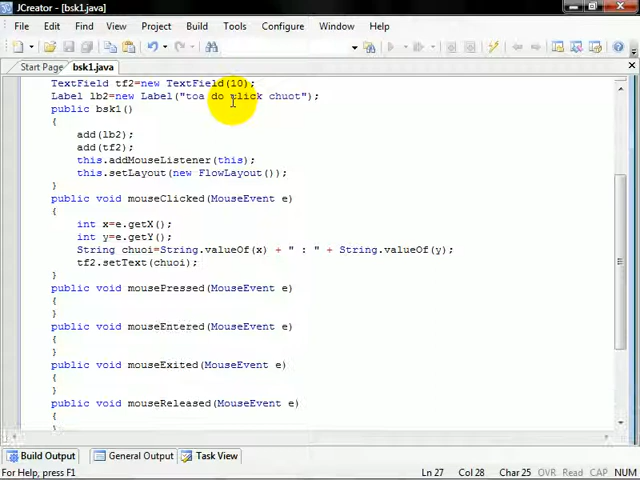 JCreator - [bsk1.java]
File Edit Find View Project Build Tools Configure Window Help
Start Page bsk1.java
TextField tf2=new TextField(10);
Label lb2=new Label("toa do click chuot");
public bsk1()
{
add(lb2);
add(tf2);
this.addMouseListener(this);
this.setLayout(new FlowLayout());
}
public void mouseClicked(MouseEvent e)
{
int x=e.getX();
int y=e.getY();
String chuoi=String.valueOf(x) + " : " + String.valueOf(y);
tf2.setText(chuoi);
}
public void mousePressed(MouseEvent e)
{
}
public void mouseEntered(MouseEvent e)
{
}
public void mouseExited(MouseEvent e)
{
}
public void mouseReleased(MouseEvent e)
{
}
Build Output General Output Task View
For Help, press F1 Ln 27 Col 28 Char 25 OVR Read CAP NUM